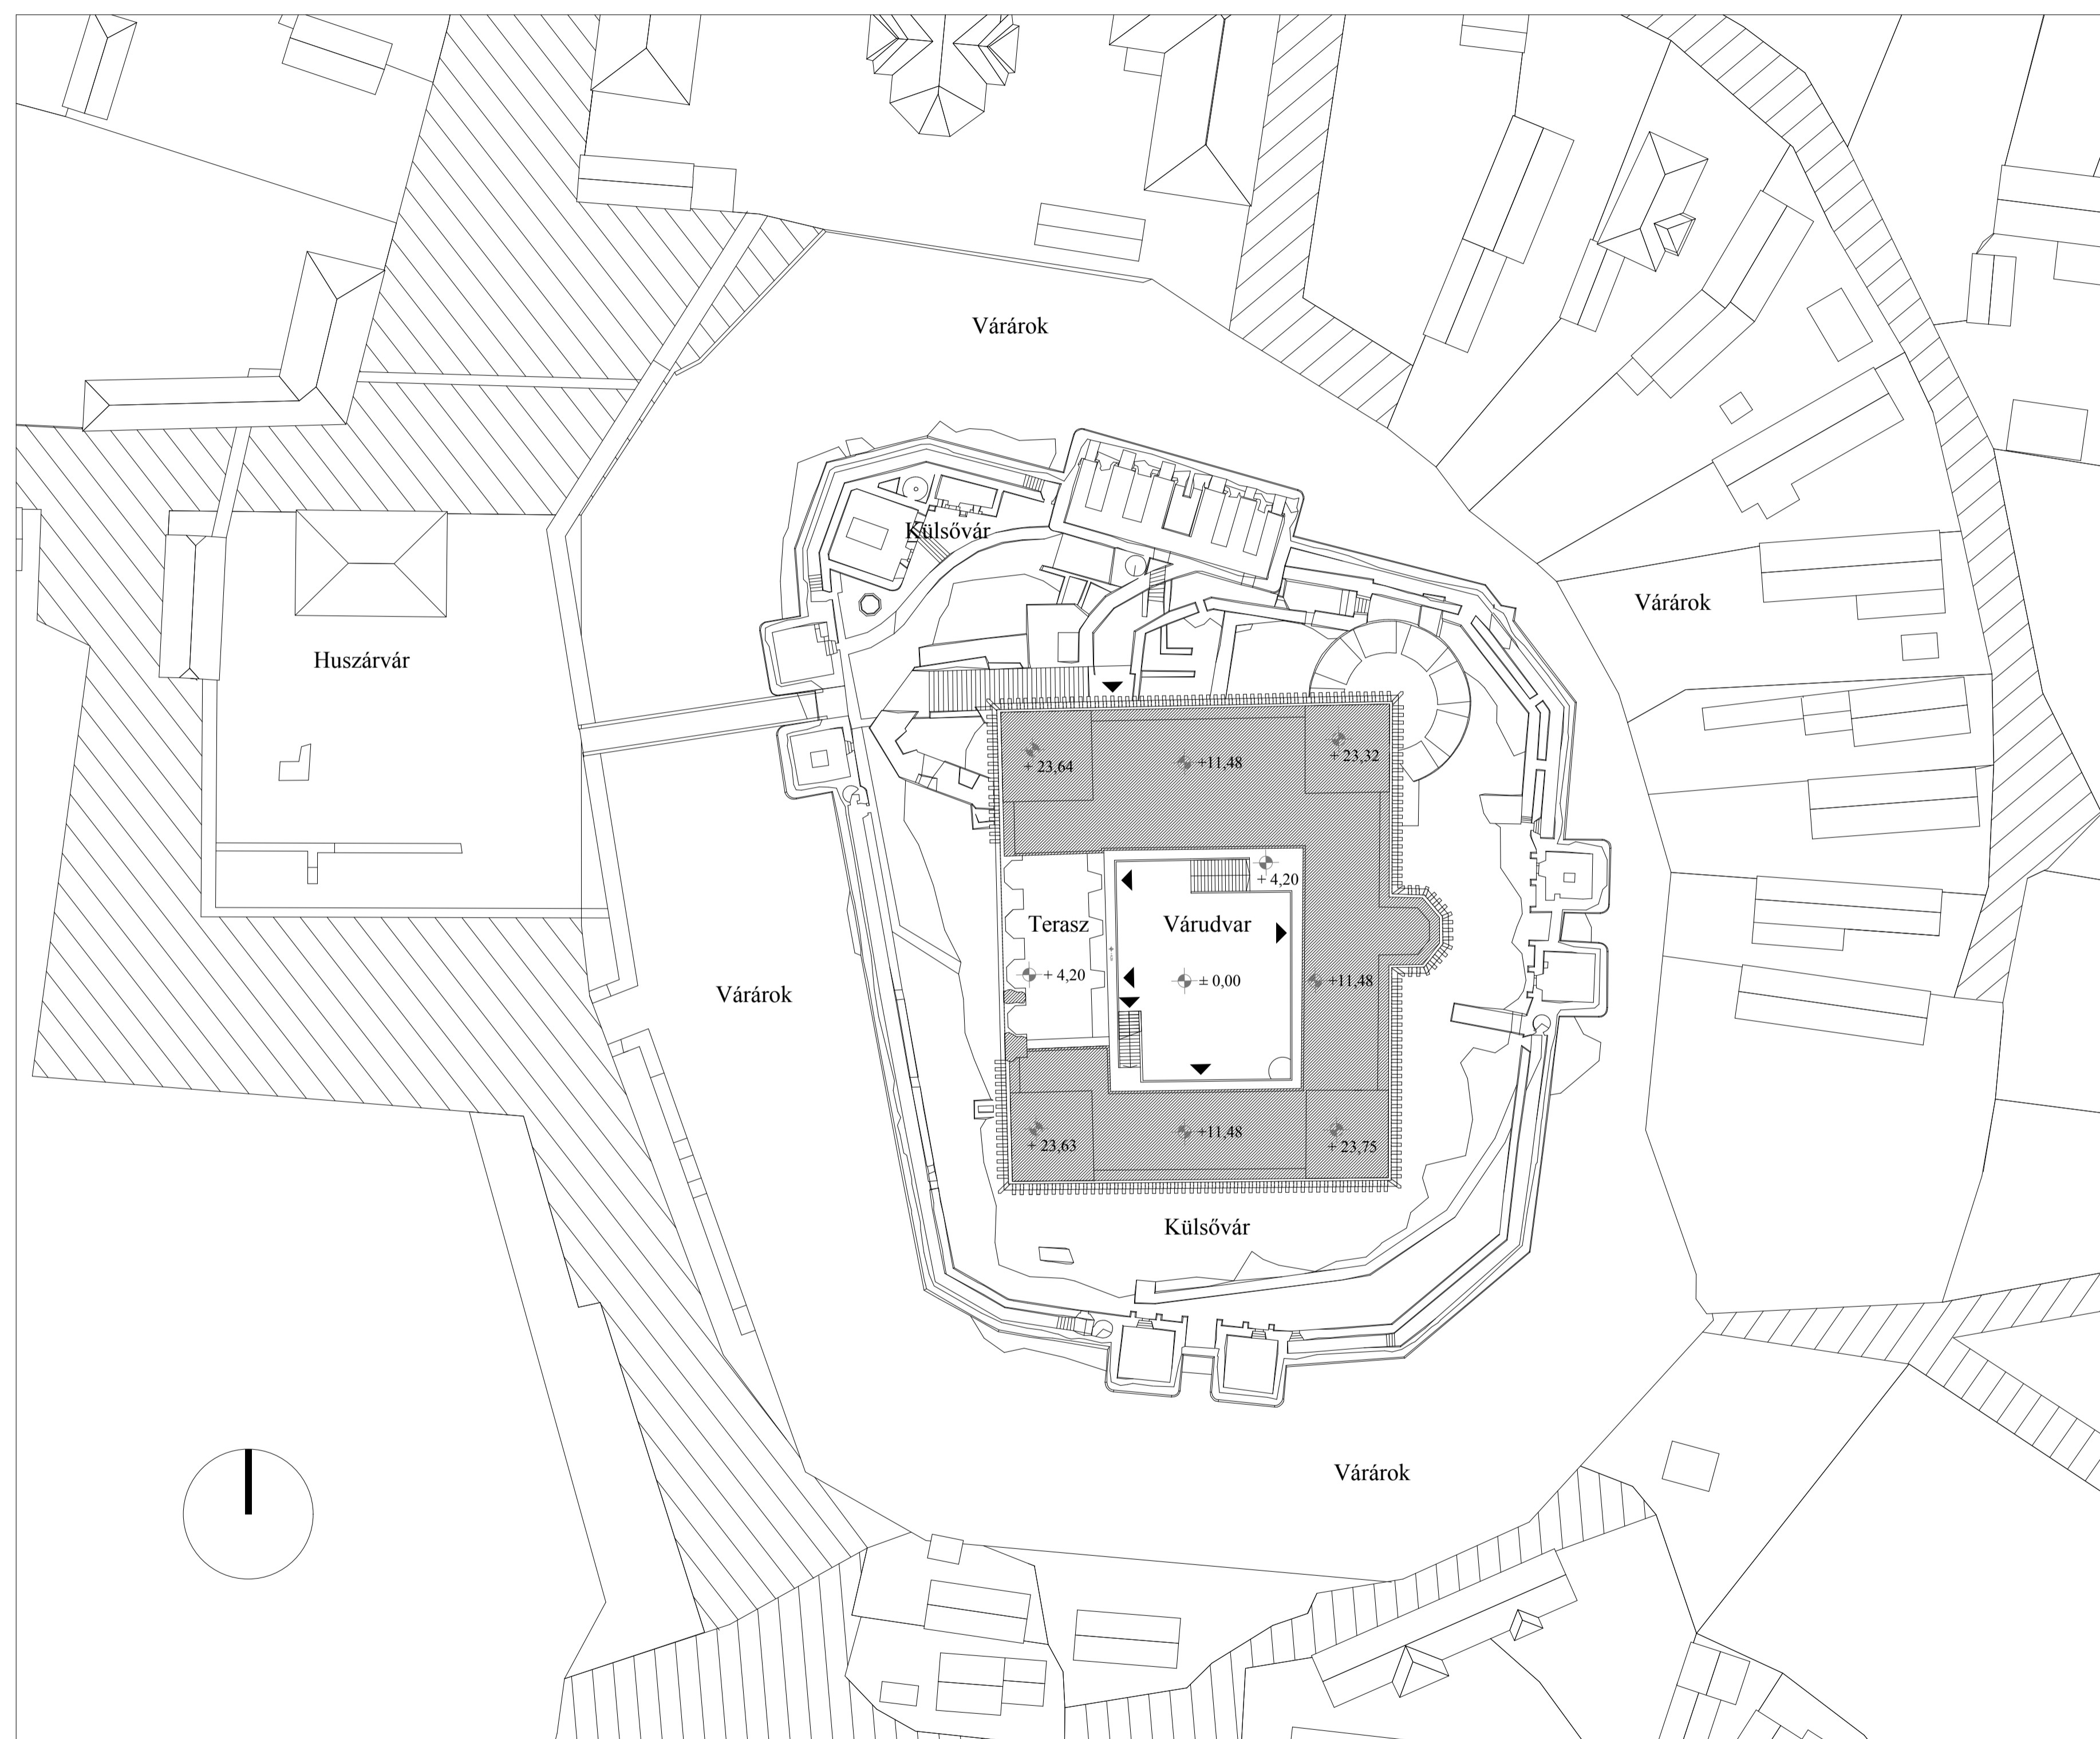 Várárok
Külsővár
Várárok
Huszárvár
+ 23,64
+11,48
+ 23,32
+ 4,20
Terasz
Várudvar
+ 4,20
± 0,00
+11,48
Várárok
+ 23,63
+11,48
+ 23,75
Külsővár
Várárok